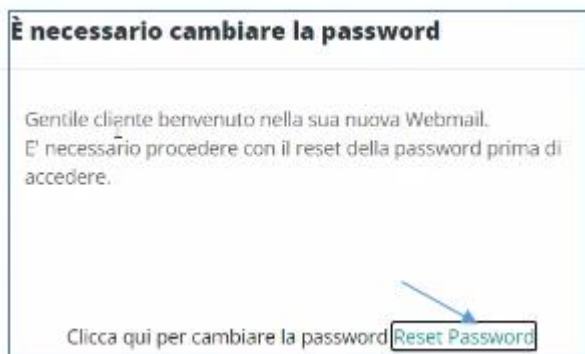 È necessario cambiare la password
Gentile cliente benvenuto nella sua nuova Webmail.
E' necessario procedere con il reset della password prima di
accedere.
Clicca qui per cambiare la password Reset Password